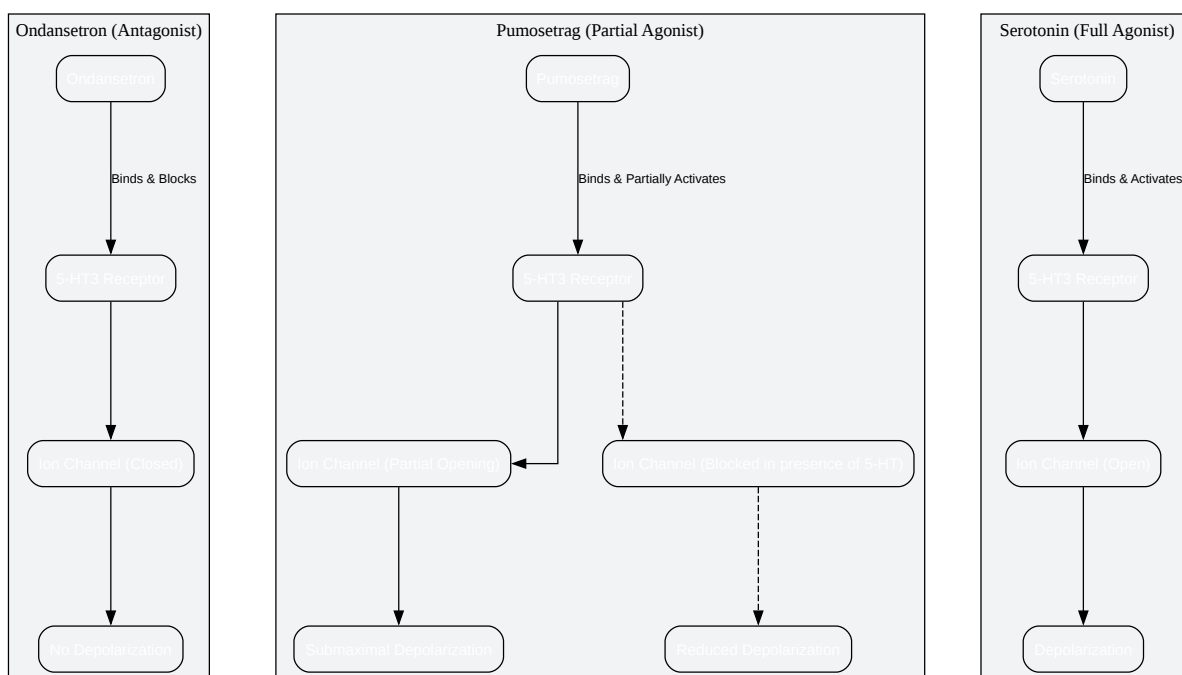 Ondansetron (Antagonist)
Ondansetron
Binds & Blocks
5-HT3 Receptor
Ion Channel (Closed)
No Depolarization
Pumosetrag (Partial Agonist)
Pumosetrag
Binds & Partially Activates
5-HT3 Receptor
Ion Channel (Partial Opening)
Ion Channel (Blocked in presence of 5-HT)
Submaximal Depolarization
Reduced Depolarization
Serotonin (Full Agonist)
Serotonin
Binds & Activates
5-HT3 Receptor
Ion Channel (Open)
Depolarization